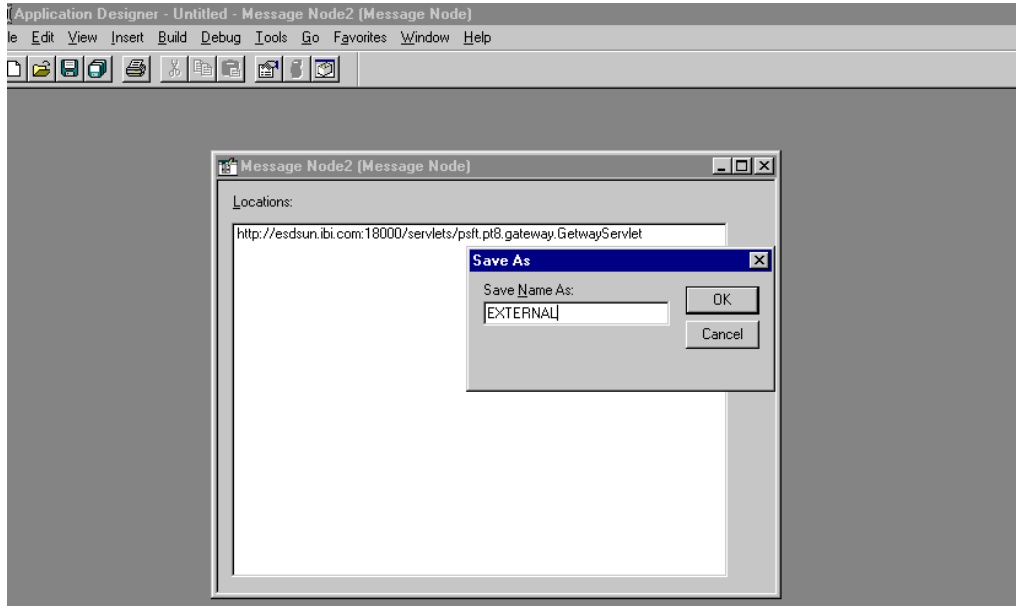 Application Designer - Untitled - Message Node2 (Message Node)
le Edit View Insert Build Debug Tools Go Favorites Window Help
Message Node2 (Message Node)
Locations:
http://esdsun.ibi.com:18000/servlets/psft.pt8.gateway.GetwayServlet
Save As
Save Name As:
OK
EXTERNAL
Cancel